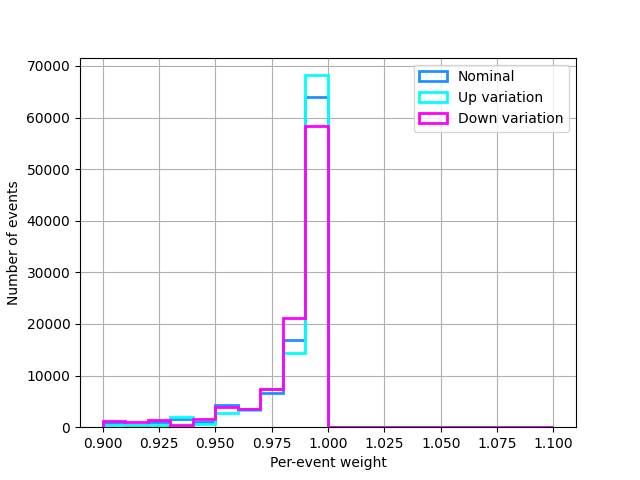 70000
60000
50000
40000
30000
20000
10000
0
Number of events
0.900 0.925 0.950 0.975 1.000 1.025 1.050 1.075 1.100
Per-event weight
Nominal
Up variation
Down variation